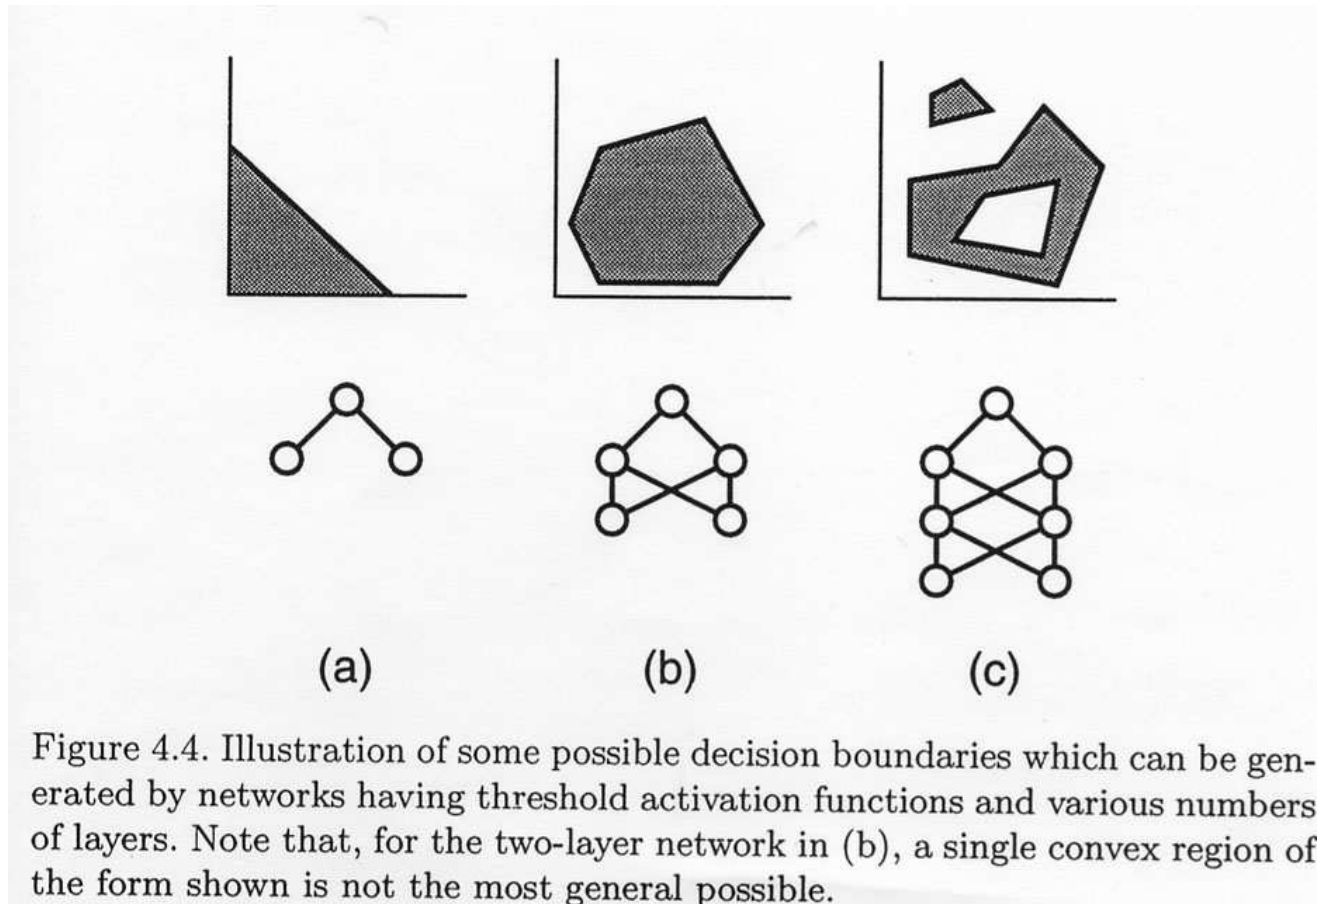 (a) (b) (c)
Figure 4.4. Illustration of some possible decision boundaries which can be gen-
erated by networks having threshold activation functions and various numbers
of layers. Note that, for the two-layer network in (b), a single convex region of
the form shown is not the most general possible.